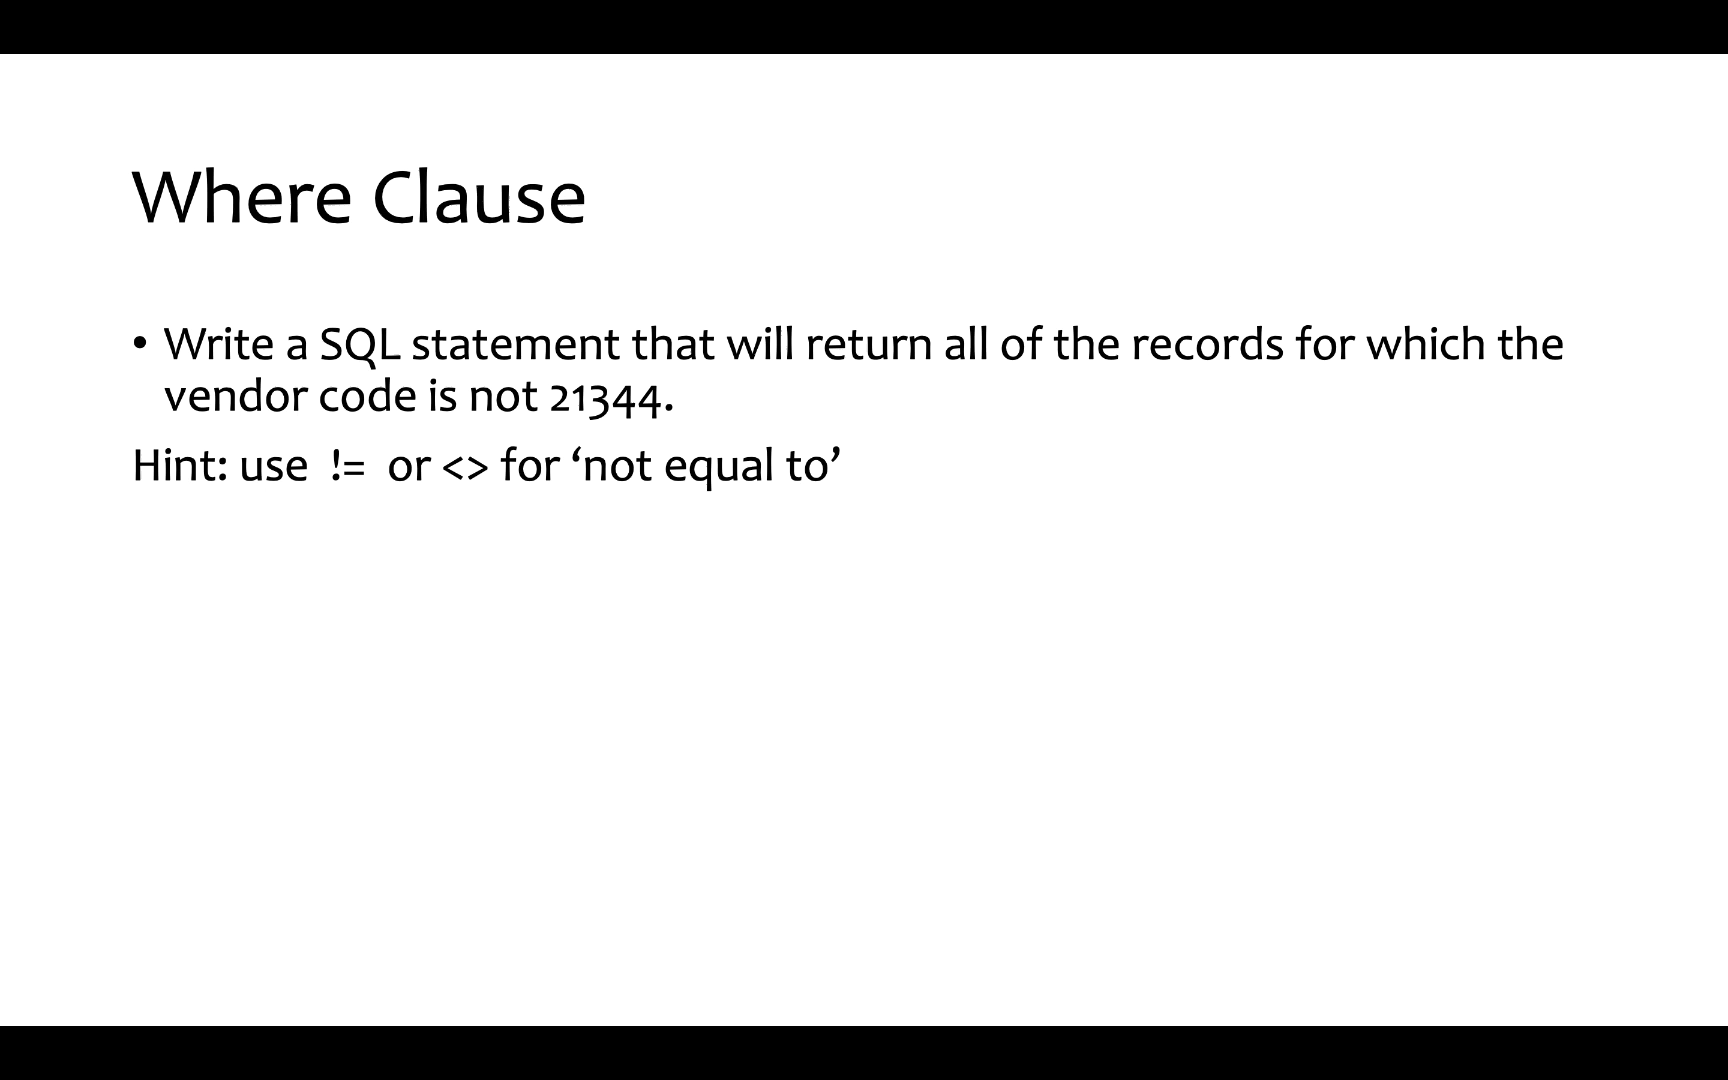 Where Clause
• Write a SQL statement that will return all of the records for which the
vendor code is not 21344.
Hint: use  !=  or <> for ‘not equal to’